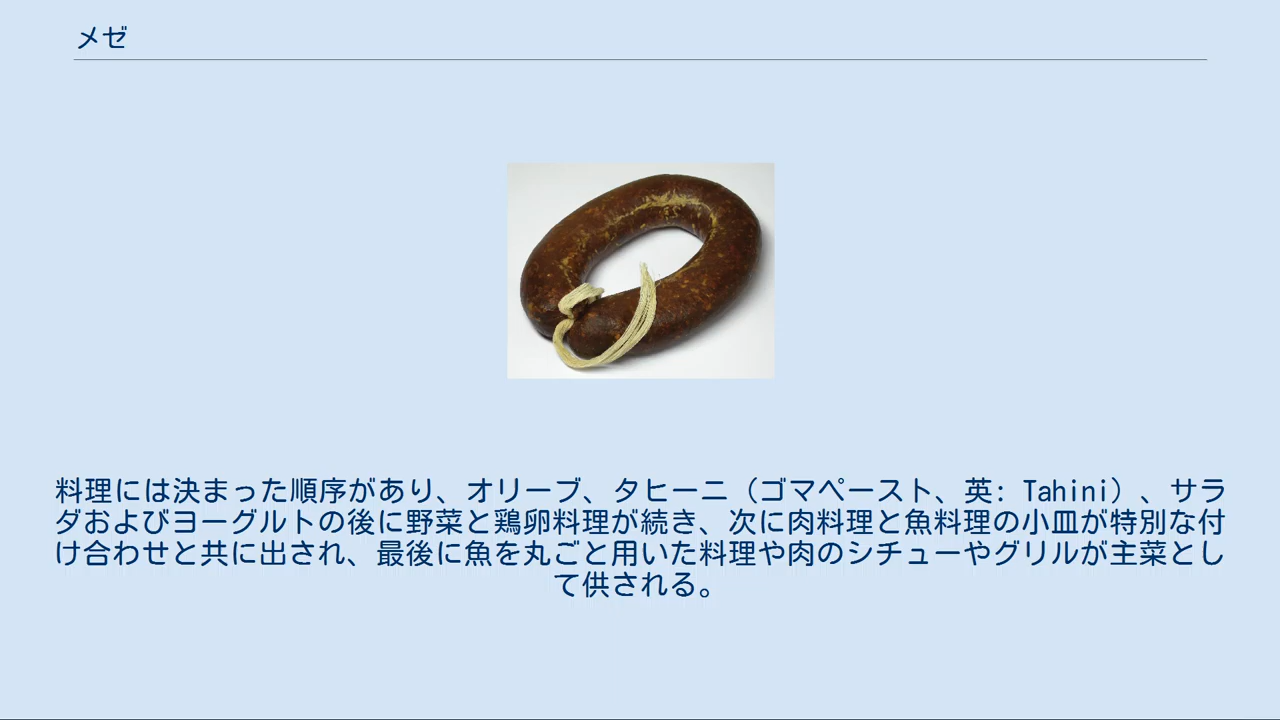 メゼ
料理には決まった順序があり、オリーブ、タヒーニ（ゴマペースト、英: Tahini）、サラ
ダおよびヨーグルトの後に野菜と鶏卵料理が続き、次に肉料理と魚料理の小皿が特別な付
け合わせと共に出され、最後に魚を丸ごと用いた料理や肉のシチューやグリルが主菜とし
て供される。